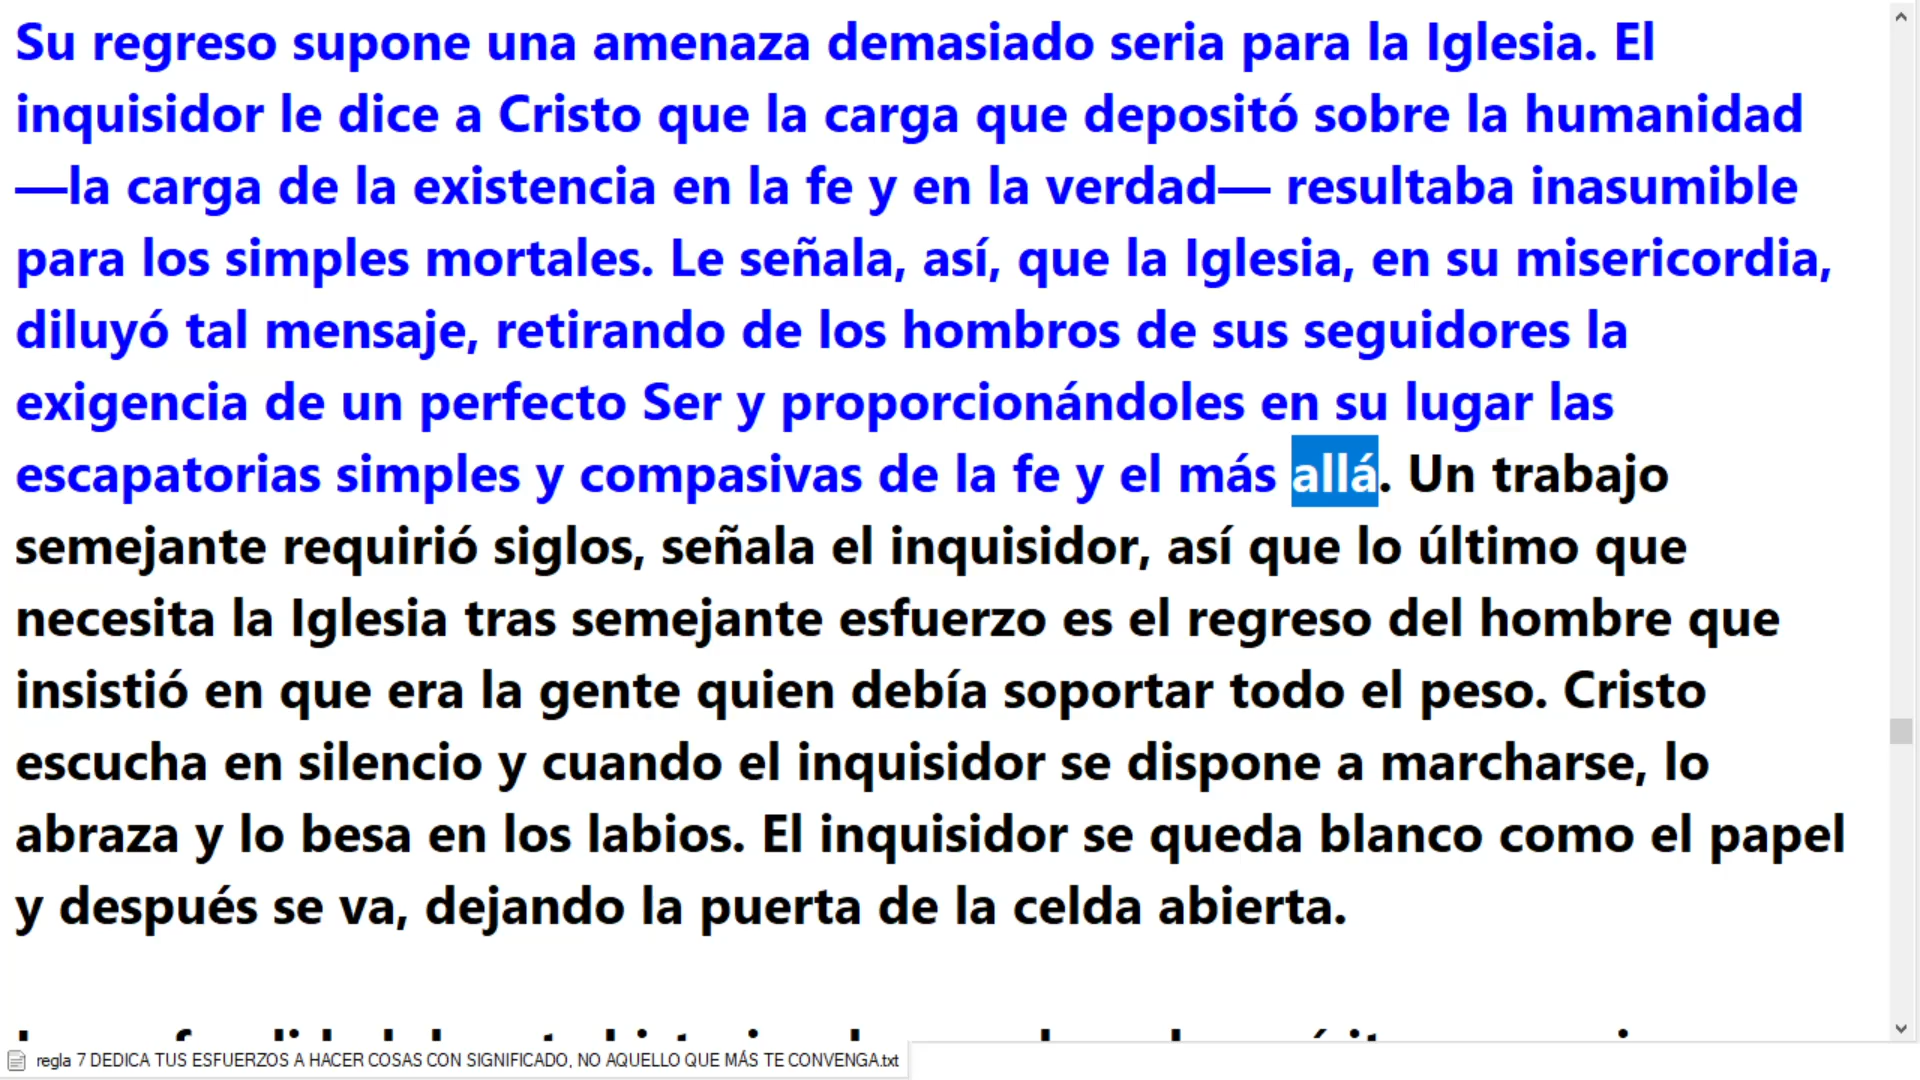 Su regreso supone una amenaza demasiado seria para la Iglesia. El
inquisidor le dice a Cristo que la carga que depositó sobre la humanidad
—la carga de la existencia en la fe y en la verdad— resultaba inasumible
para los simples mortales. Le señala, así, que la Iglesia, en su misericordia,
diluyó tal mensaje, retirando de los hombros de sus seguidores la
exigencia de un perfecto Ser y proporcionándoles en su lugar las
escapatorias simples y compasivas de la fe y el más allá. Un trabajo
semejante requirió siglos, señala el inquisidor, así que lo último que
necesita la Iglesia tras semejante esfuerzo es el regreso del hombre que
insistió en que era la gente quien debía soportar todo el peso. Cristo
escucha en silencio y cuando el inquisidor se dispone a marcharse, lo
abraza y lo besa en los labios. El inquisidor se queda blanco como el papel
y después se va, dejando la puerta de la celda abierta.
regla 7 DEDICA TUS ESFUERZOS A HACER COSAS CON SIGNIFICADO, NO AQUELLO QUE MÁS TE CONVENGA.txt